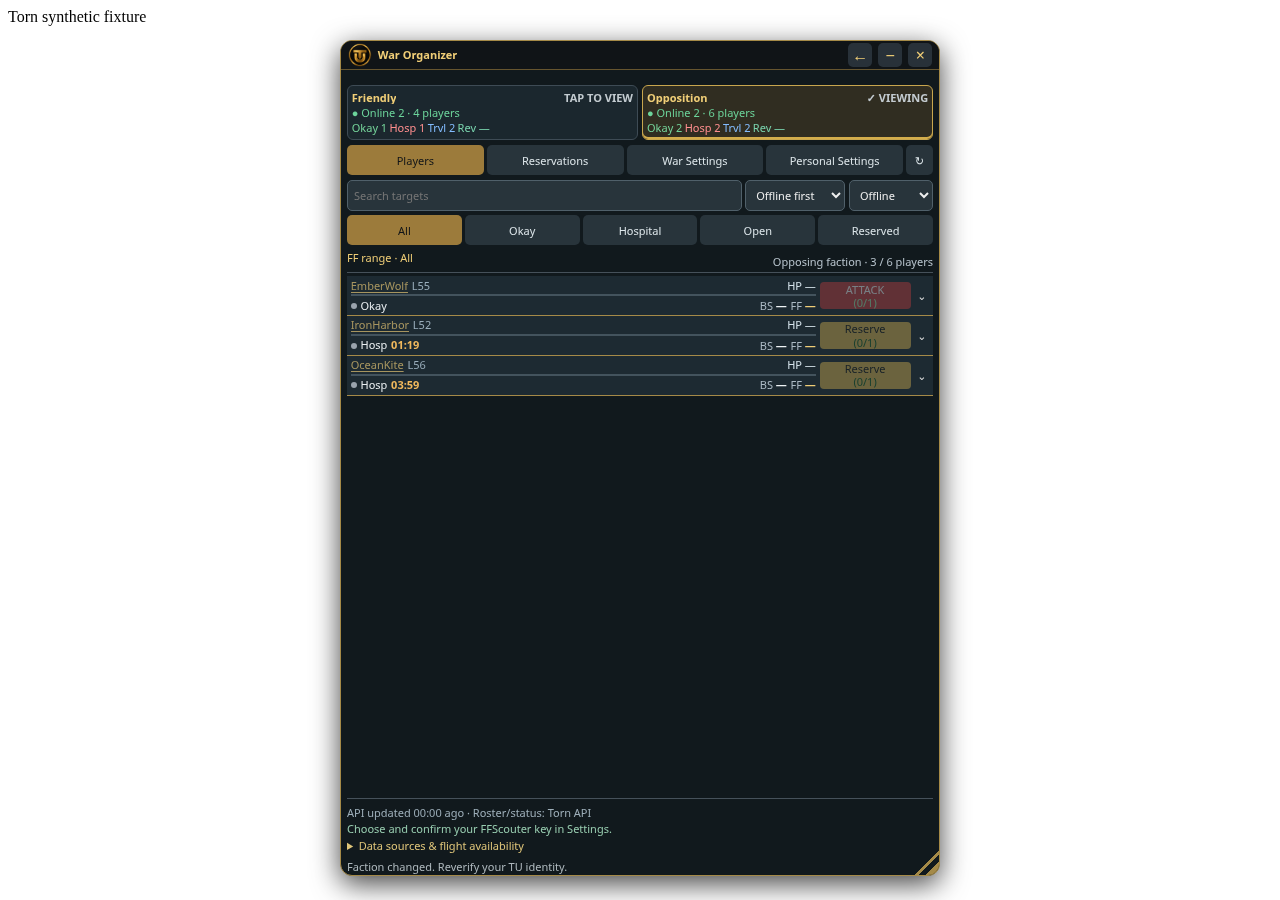 Torn synthetic fixture
War Organizer
← – ×
Friendly TAP TO VIEW
● Online 2 · 4 players
Okay 1 Hosp 1 Trvl 2 Rev —
Opposition ✓ VIEWING
● Online 2 · 6 players
Okay 2 Hosp 2 Trvl 2 Rev —
Players Reservations War Settings Personal Settings ↻
Search targets Offline first Offline
All Okay Hospital Open Reserved
FF range · All Opposing faction · 3 / 6 players
EmberWolf L55 HP —
Okay BS — FF —
ATTACK
(0/1)
IronHarbor L52 HP —
Hosp 01:19 BS — FF —
Reserve
(0/1)
OceanKite L56 HP —
Hosp 03:59 BS — FF —
Reserve
(0/1)
API updated 00:00 ago · Roster/status: Torn API
Choose and confirm your FFScouter key in Settings.
▶ Data sources & flight availability
Faction changed. Reverify your TU identity.